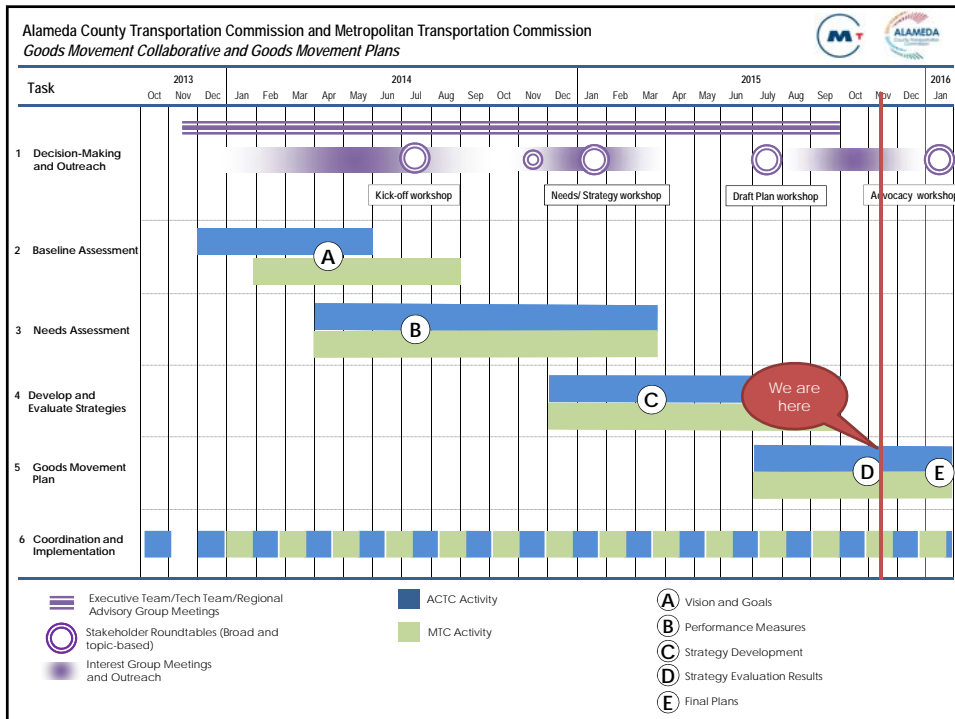 Alameda County Transportation Commission and Metropolitan Transportation Commission
Goods Movement Collaborative and Goods Movement Plans
M T
ALAMEDA
County Transportation
Commission
Task
2013 2014 2015 2016
Oct Nov Dec Jan Feb Mar Apr May Jun Jul Aug Sep Oct Nov Dec Jan Feb Mar Apr May Jun July Aug Sep Oct Nov Dec Jan
1 Decision-Making
and Outreach
Kick-off workshop
Needs/ Strategy workshop
Draft Plan workshop
Advocacy workshop
2 Baseline Assessment
A
3 Needs Assessment
B
4 Develop and
Evaluate Strategies
C
We are
here
5 Goods Movement
Plan
D
E
6 Coordination and
Implementation
Executive Team/Tech Team/Regional
Advisory Group Meetings
Stakeholder Roundtables (Broad and
topic-based)
Interest Group Meetings
and Outreach
ACTC Activity
MTC Activity
A Vision and Goals
B Performance Measures
C Strategy Development
D Strategy Evaluation Results
E Final Plans